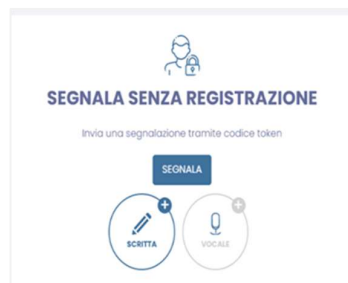 SEGNALA SENZA REGISTRAZIONE
Invia una segnalazione tramite codice token
SEGNALA
SCRITTA
VOCALE